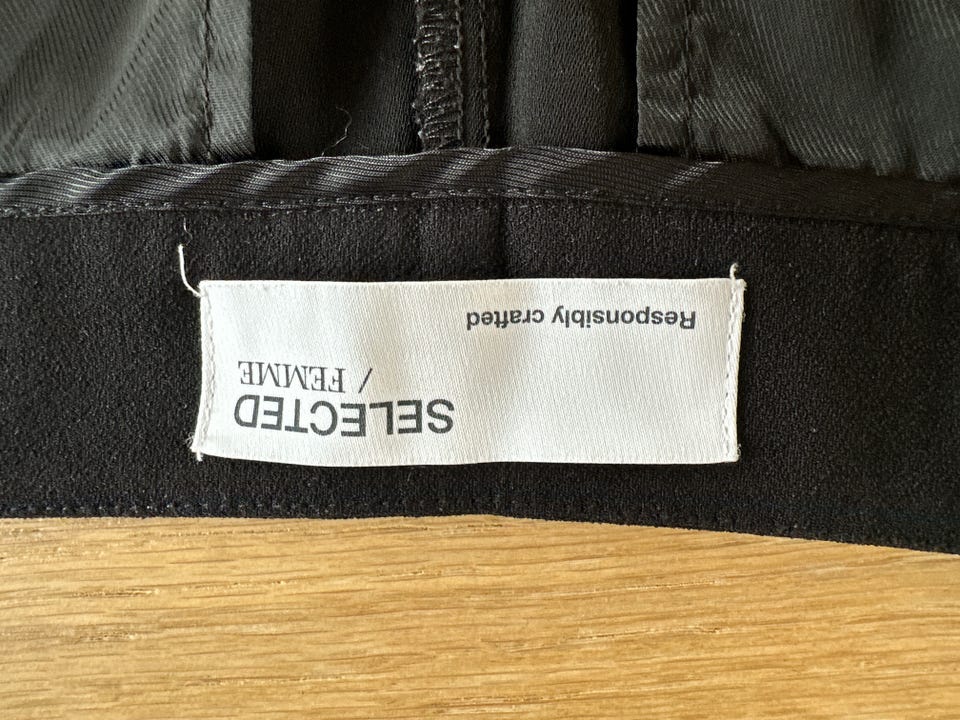 SELECTED
/ FEMME
Responsibly crafted